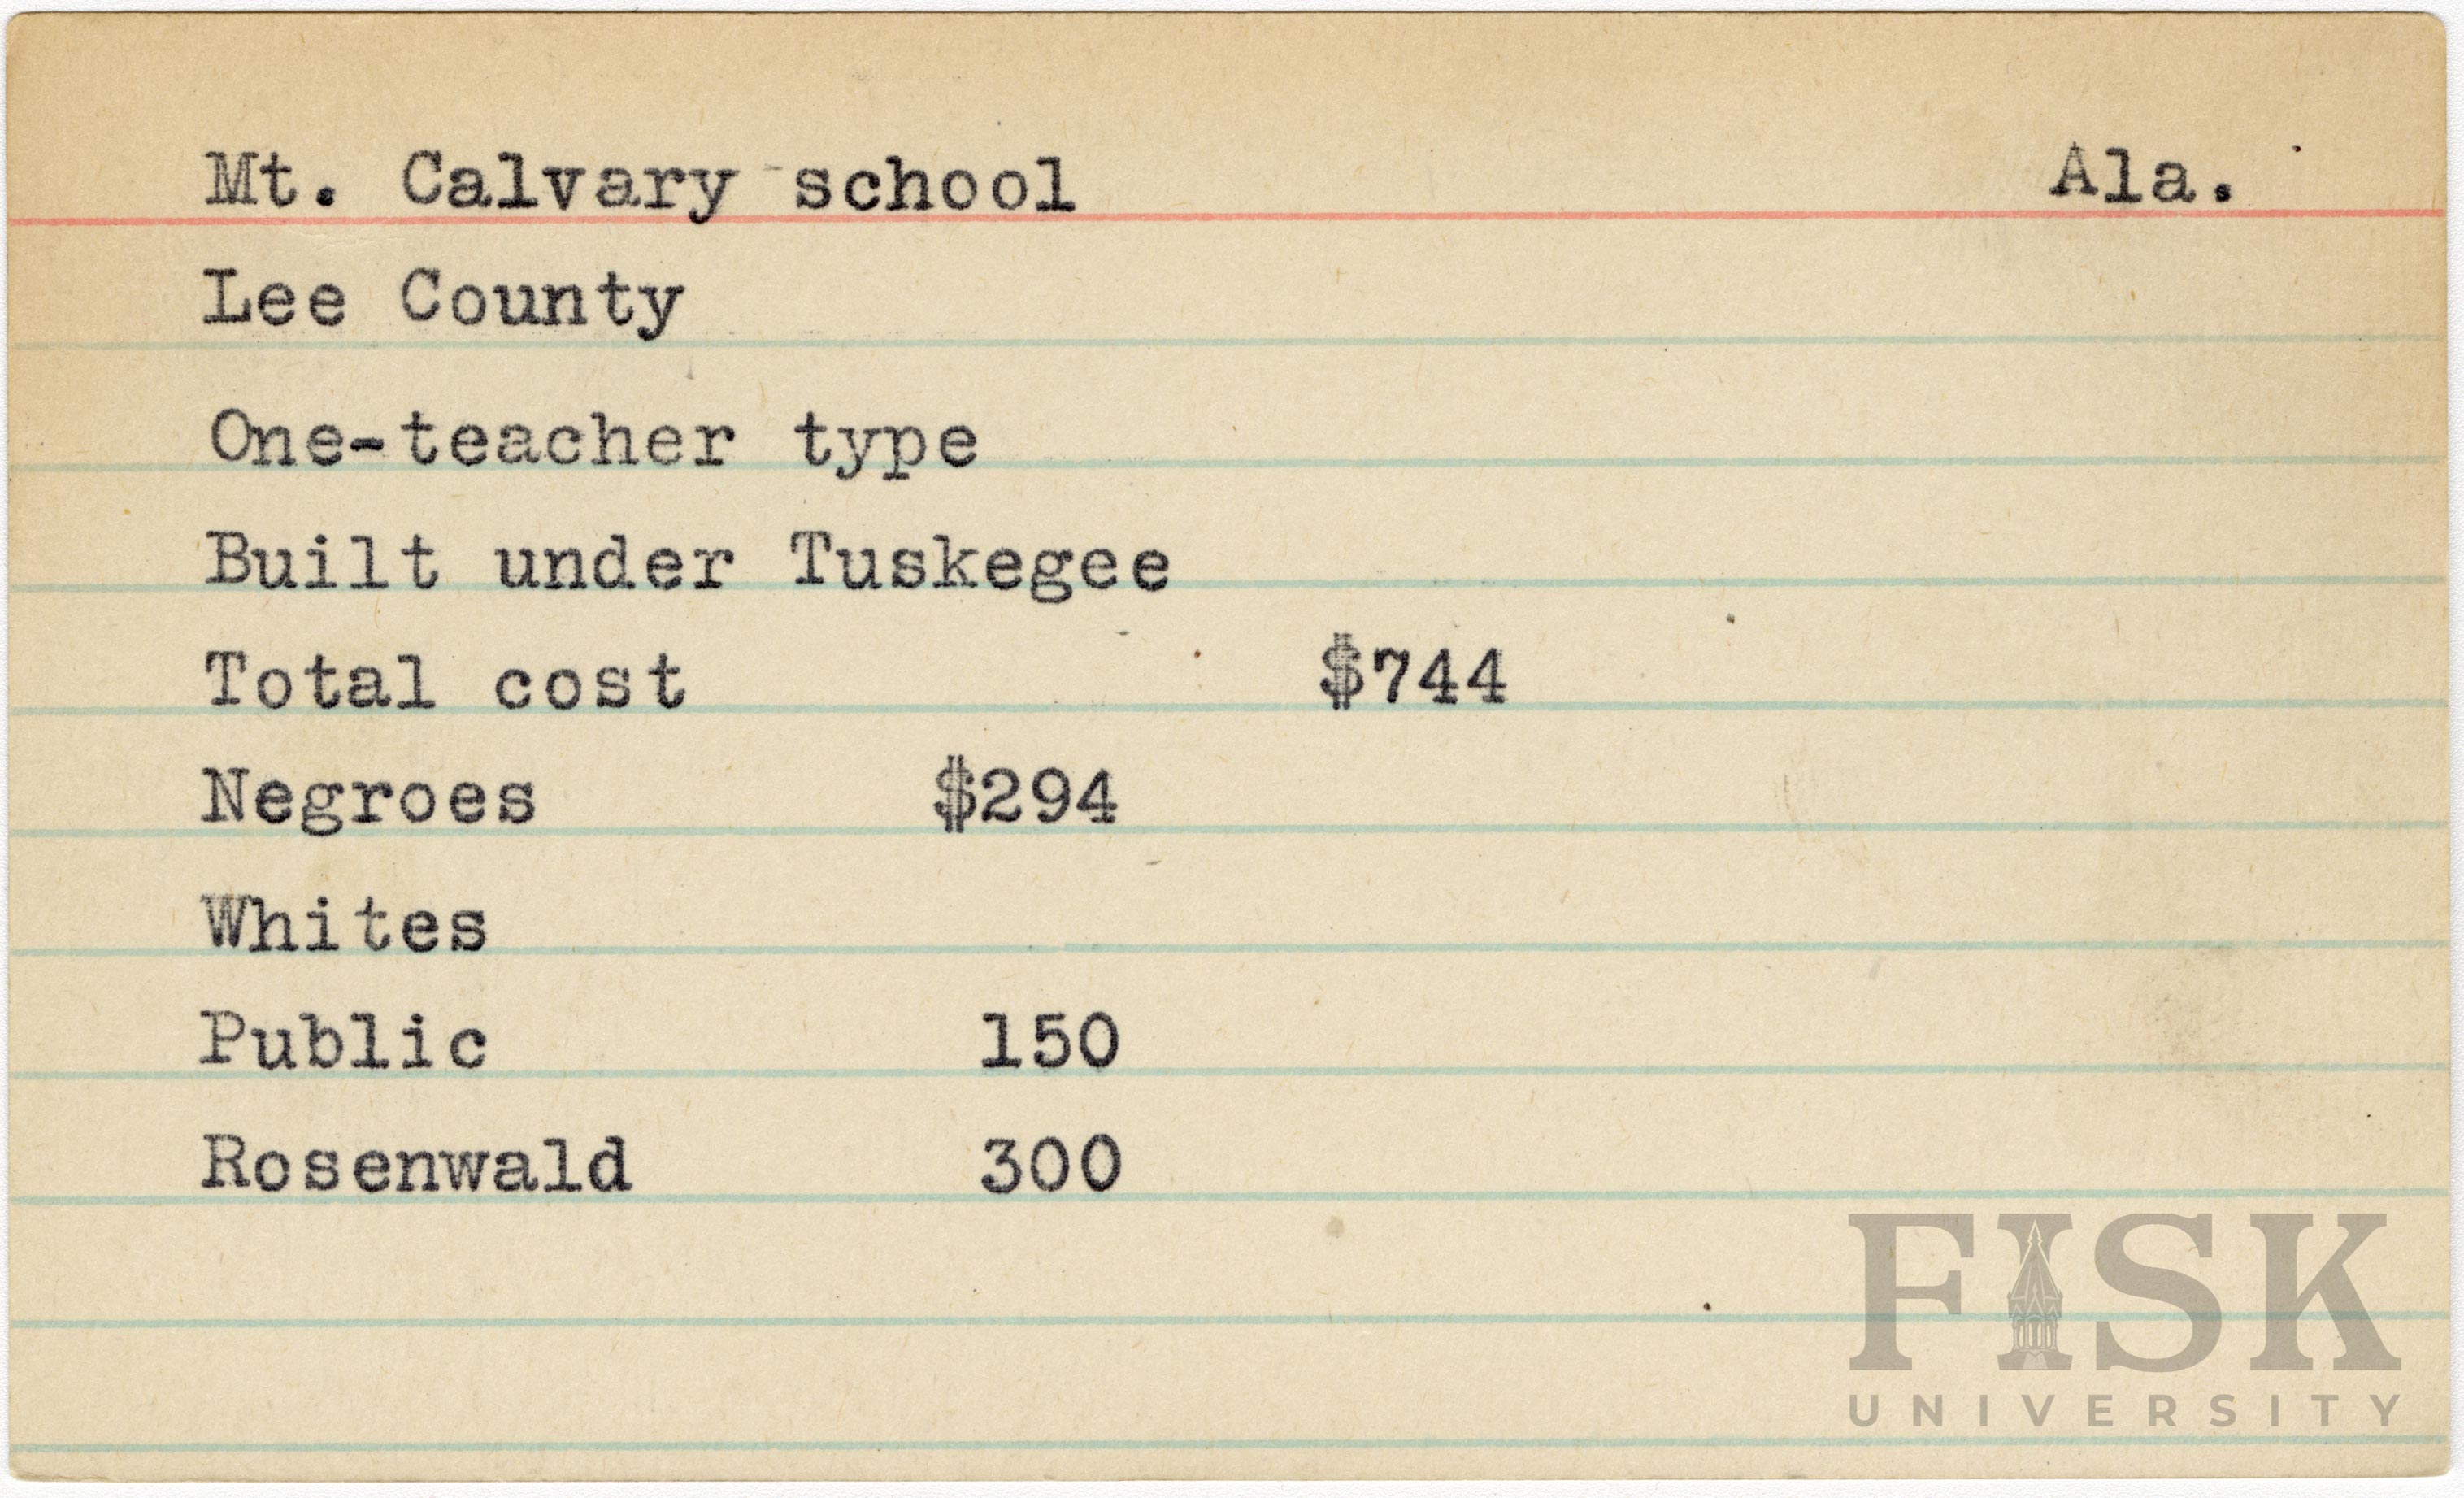 Mt. Calvary school Ala.
Lee County
One-teacher type
Built under Tuskegee
Total cost $744
Negroes $294
Whites
Public 150
Rosenwald 300
FISK
UNIVERSITY